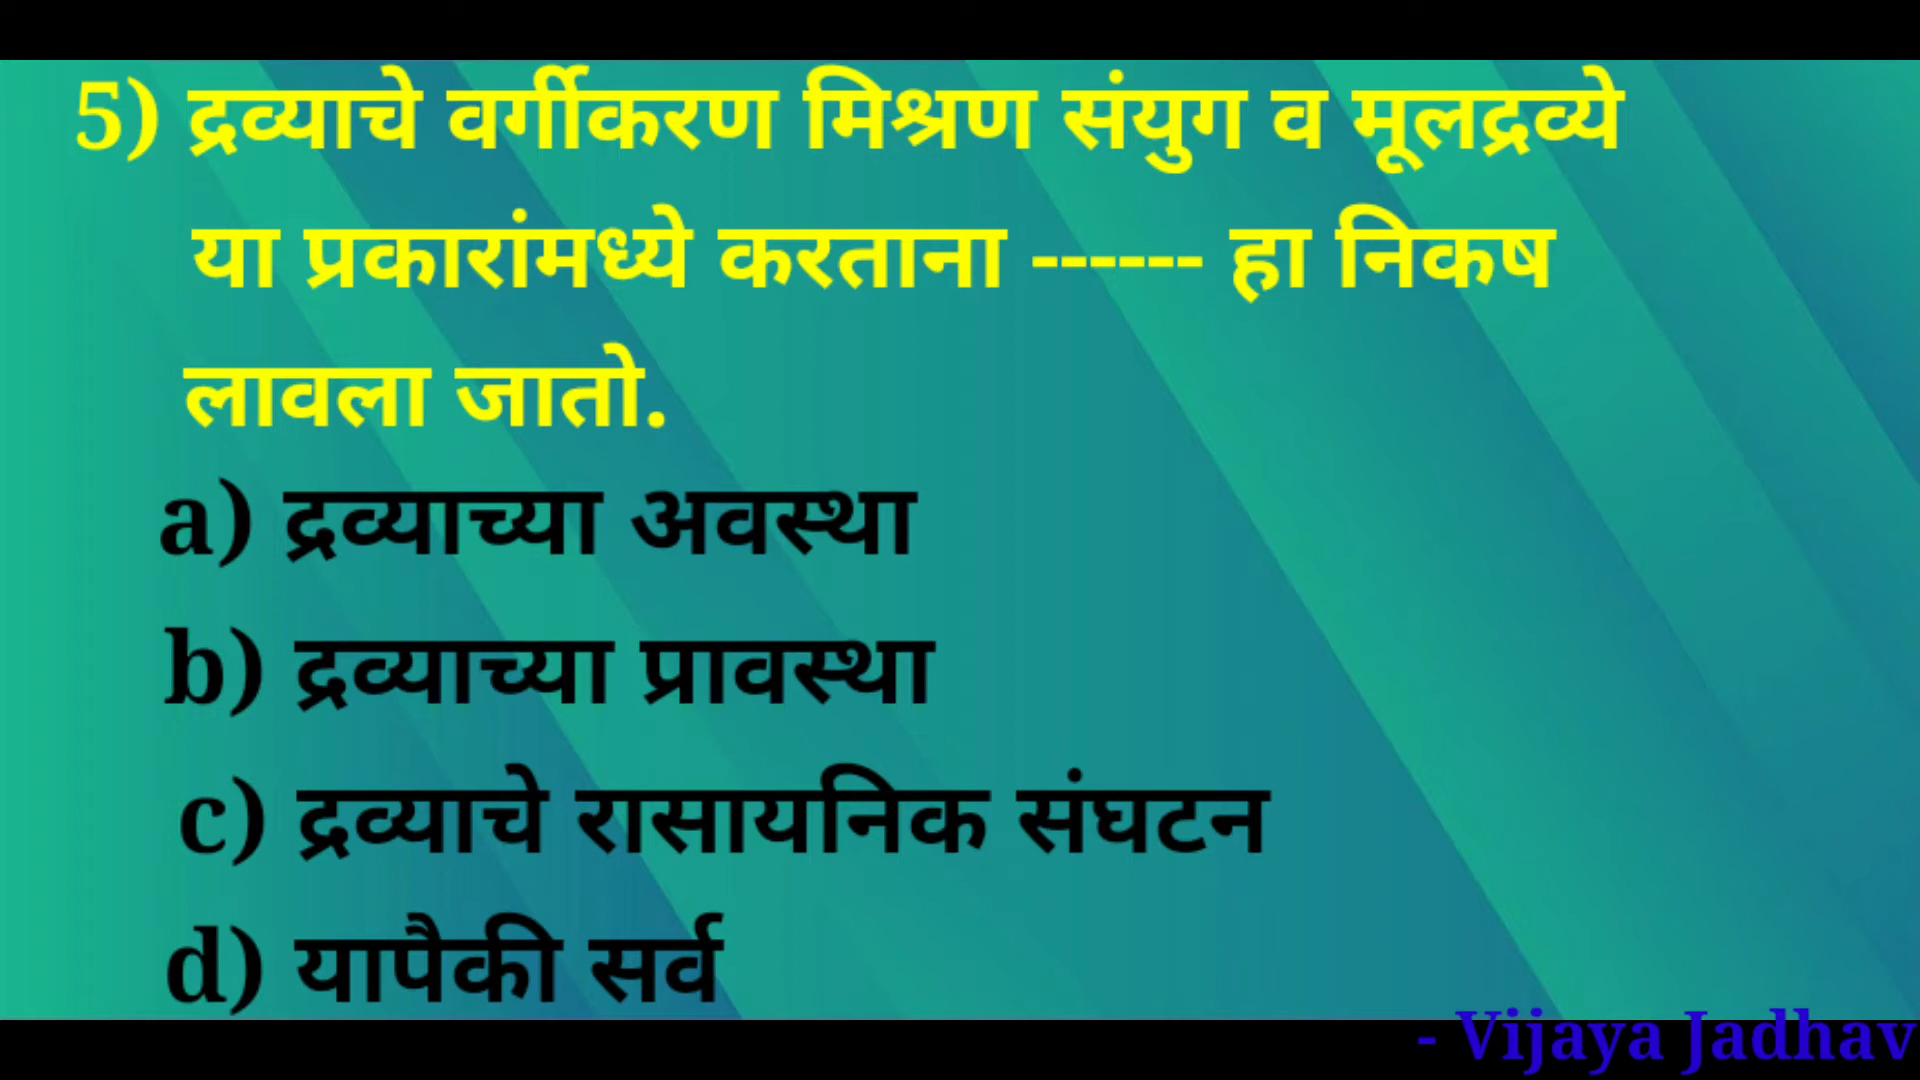 5) द्रव्याचे वर्गीकरण मिश्रण संयुग व मूलद्रव्ये
या प्रकारांमध्ये करताना ------ हा निकष
लावला जातो.
a) द्रव्याच्या अवस्था
b) द्रव्याच्या प्रावस्था
c) द्रव्याचे रासायनिक संघटन
d) यापैकी सर्व
- Vijaya Jadhav